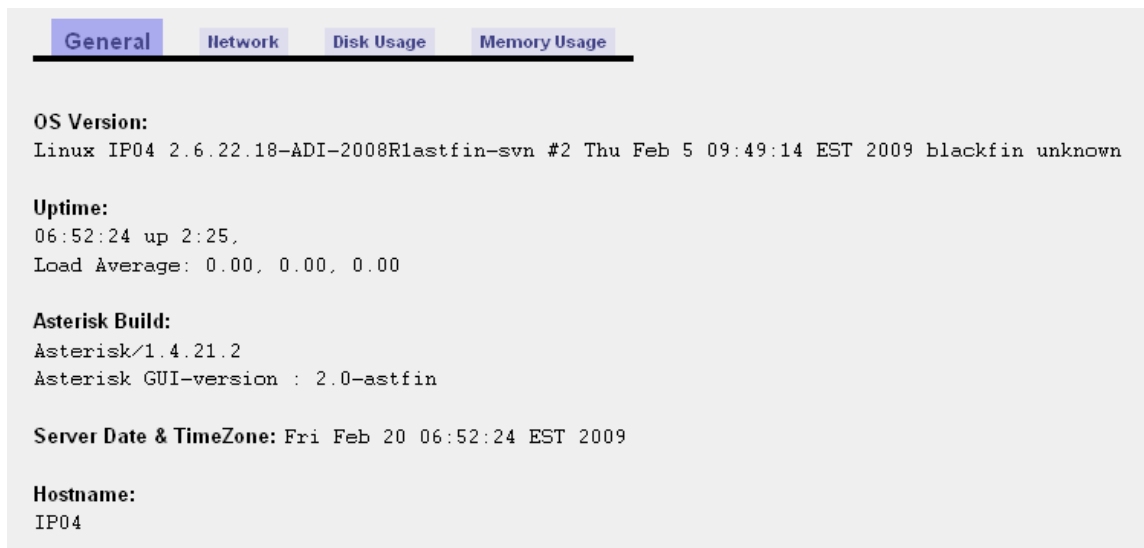 General Network Disk Usage Memory Usage
OS Version:
Linux IP04 2.6.22.18-ADI-2008R1astfin-svn #2 Thu Feb 5 09:49:14 EST 2009 blackfin unknown
Uptime:
06:52:24 up 2:25,
Load Average: 0.00, 0.00, 0.00
Asterisk Build:
Asterisk/1.4.21.2
Asterisk GUI-version : 2.0-astfin
Server Date & TimeZone: Fri Feb 20 06:52:24 EST 2009
Hostname:
IP04